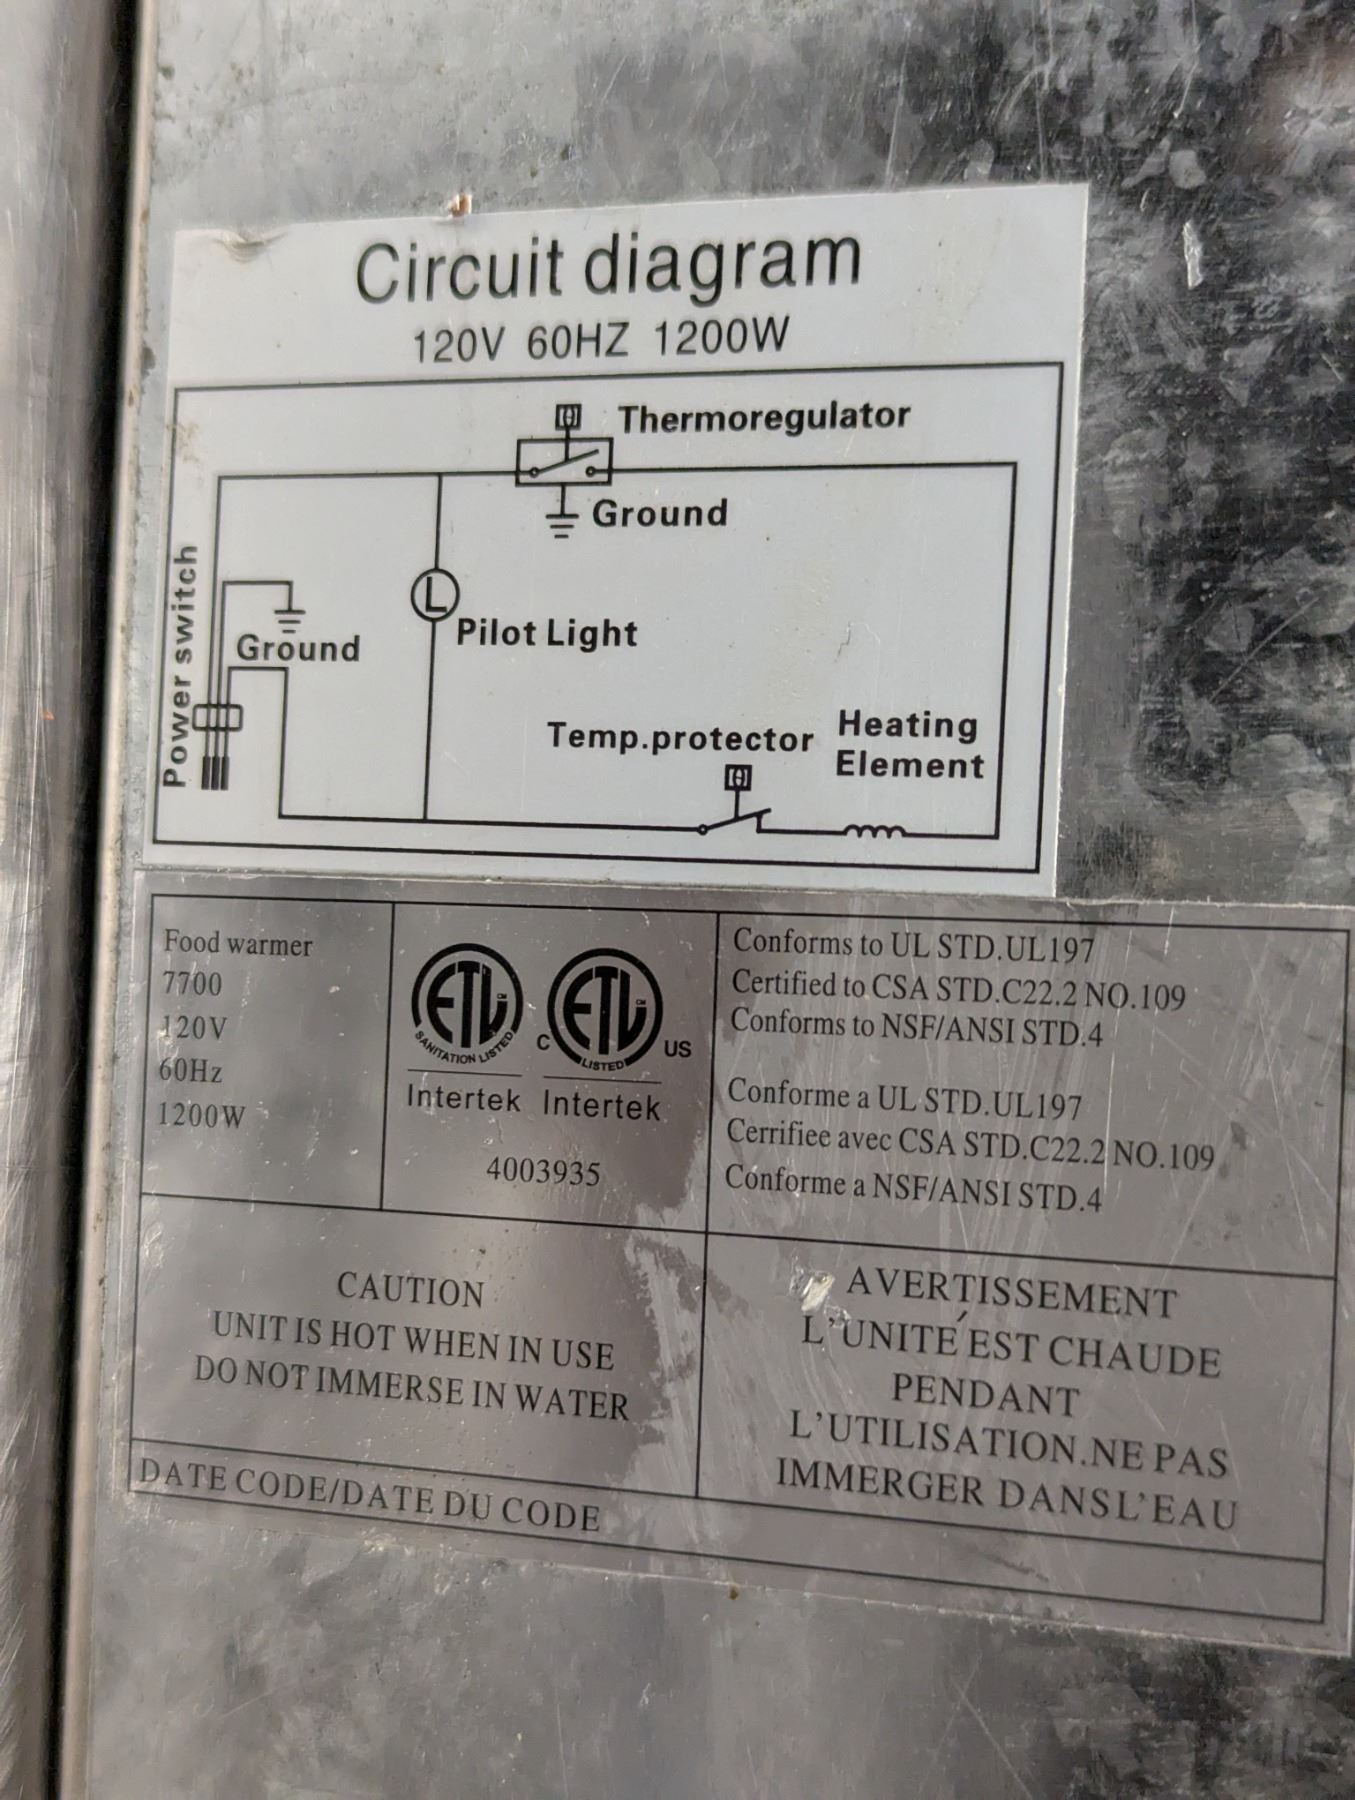 Circuit diagram
120V 60HZ 1200W
Thermoregulator
Ground
Power switch
Ground
L
Pilot Light
Temp.protector
Heating
Element
Food warmer
7700
120V
60Hz
1200W
ETL CM
SANITATION LISTED
Intertek
C ETL CM US
LISTED
Intertek
4003935
Conforms to UL STD.UL197
Certified to CSA STD.C22.2 NO.109
Conforms to NSF/ANSI STD.4
Conforme a UL STD.UL197
Cerrifiee avec CSA STD.C22.2 NO.109
Conforme a NSF/ANSI STD.4
CAUTION
UNIT IS HOT WHEN IN USE
DO NOT IMMERSE IN WATER
AVERTISSEMENT
L'UNITÉ EST CHAUDE
PENDANT
L'UTILISATION.NE PAS
IMMERGER DANSL'EAU
DATE CODE/DATE DU CODE